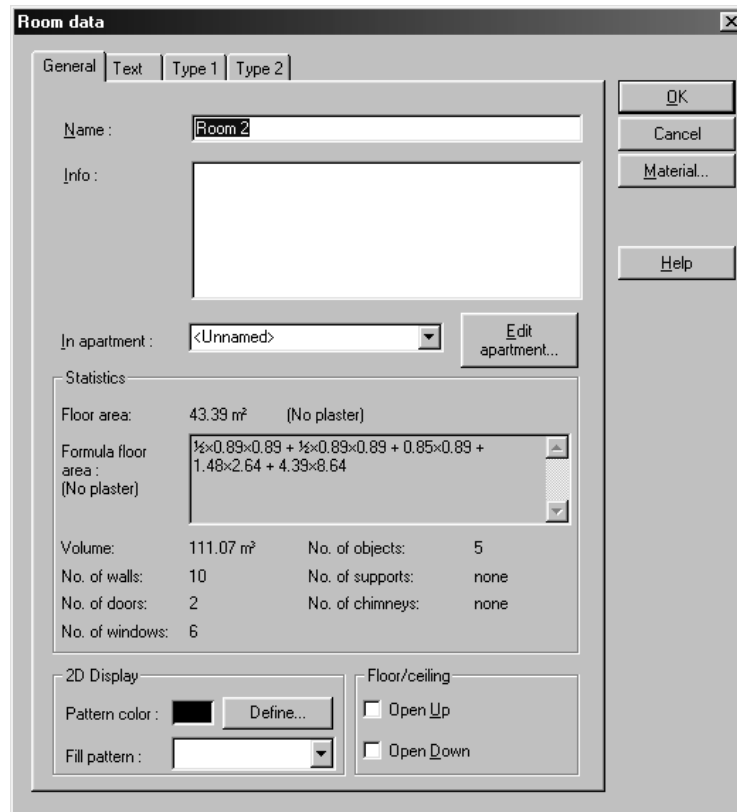 Room data
General Text Type 1 Type 2
OK
Name : Room 2
Cancel
Info :
Material...
Help
In apartment : <Unnamed> Edit apartment...
Statistics
Floor area: 43.39 m² (No plaster)
Formula floor area : (No plaster)
½×0.89×0.89 + ½×0.89×0.89 + 0.85×0.89 +
1.48×2.64 + 4.39×8.64
Volume: 111.07 m³ No. of objects: 5
No. of walls: 10 No. of supports: none
No. of doors: 2 No. of chimneys: none
No. of windows: 6
2D Display Floor/ceiling
Pattern color : Define... Open Up
Fill pattern : Open Down